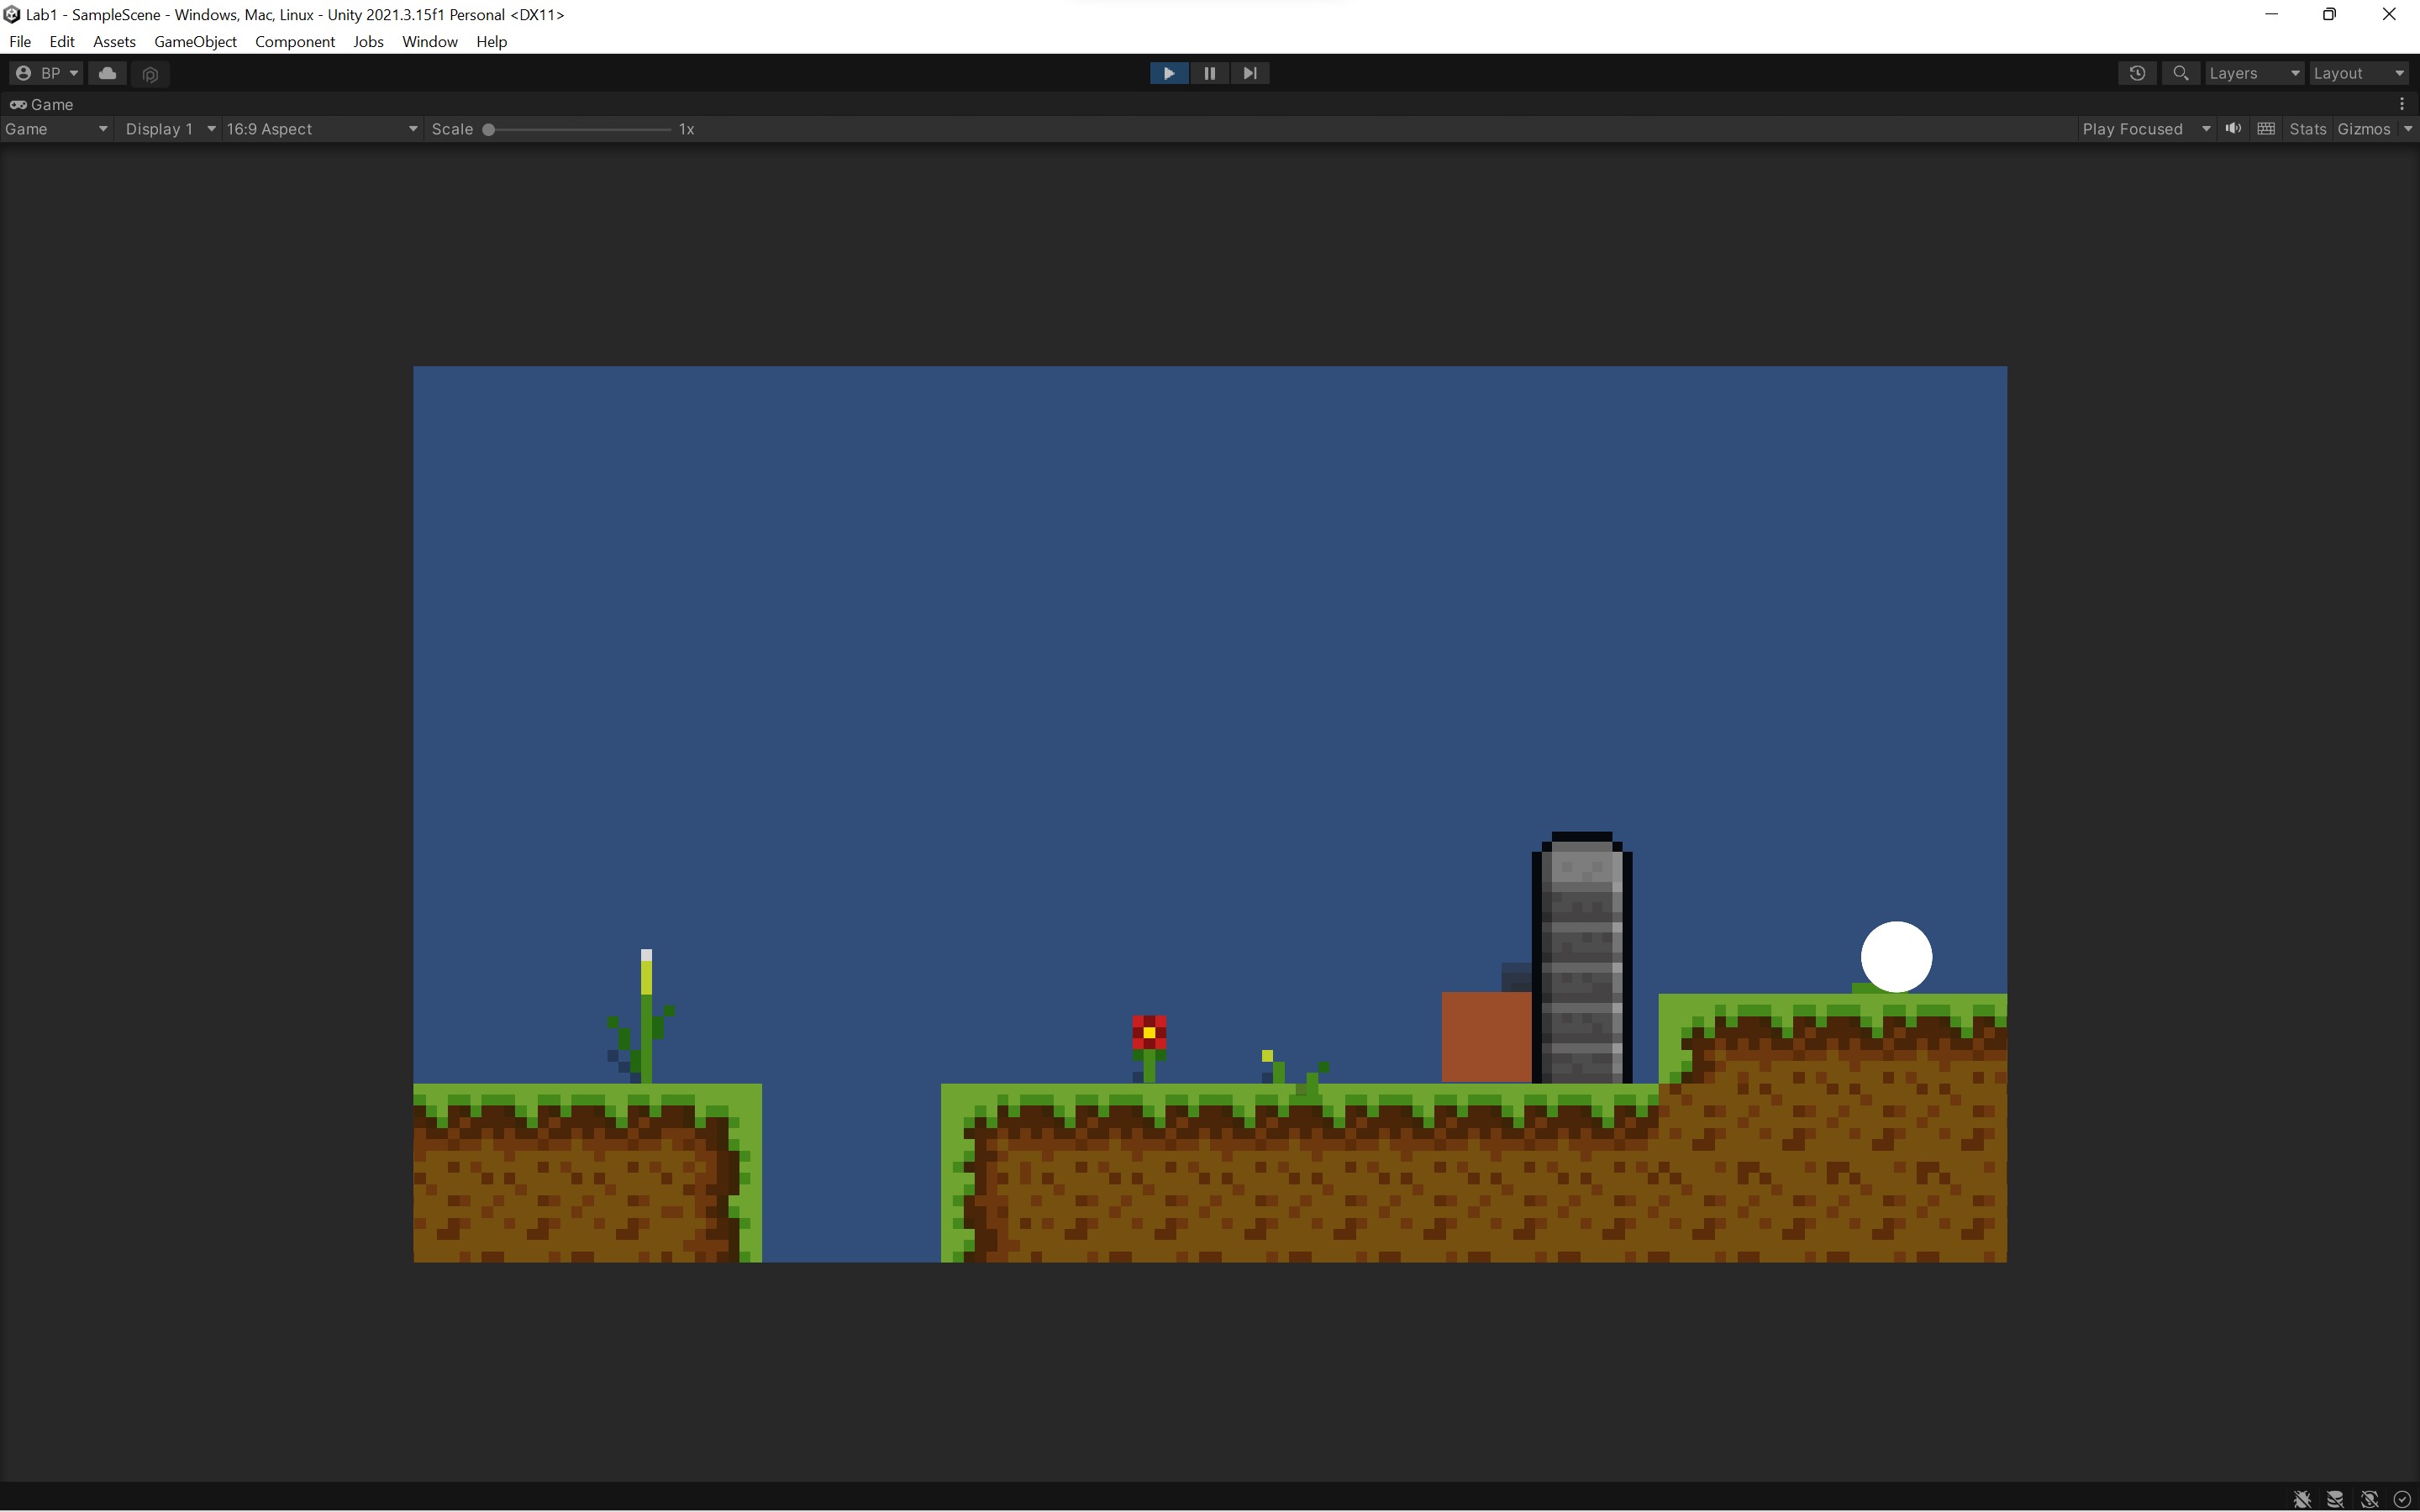 Lab1 - SampleScene - Windows, Mac, Linux - Unity 2021.3.15f1 Personal <DX11>
File Edit Assets GameObject Component Jobs Window Help
BP Layers Layout
Game
Game Display 1 16:9 Aspect Scale 1x Play Focused Stats Gizmos